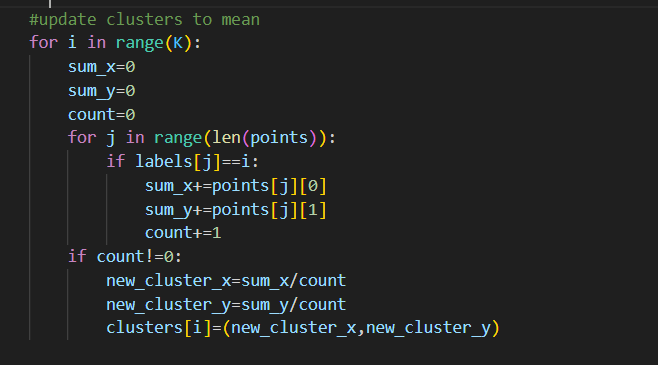 #update clusters to mean
for i in range(K):
    sum_x=0
    sum_y=0
    count=0
    for j in range(len(points)):
        if labels[j]==i:
            sum_x+=points[j][0]
            sum_y+=points[j][1]
            count+=1
    if count!=0:
        new_cluster_x=sum_x/count
        new_cluster_y=sum_y/count
        clusters[i]=(new_cluster_x,new_cluster_y)